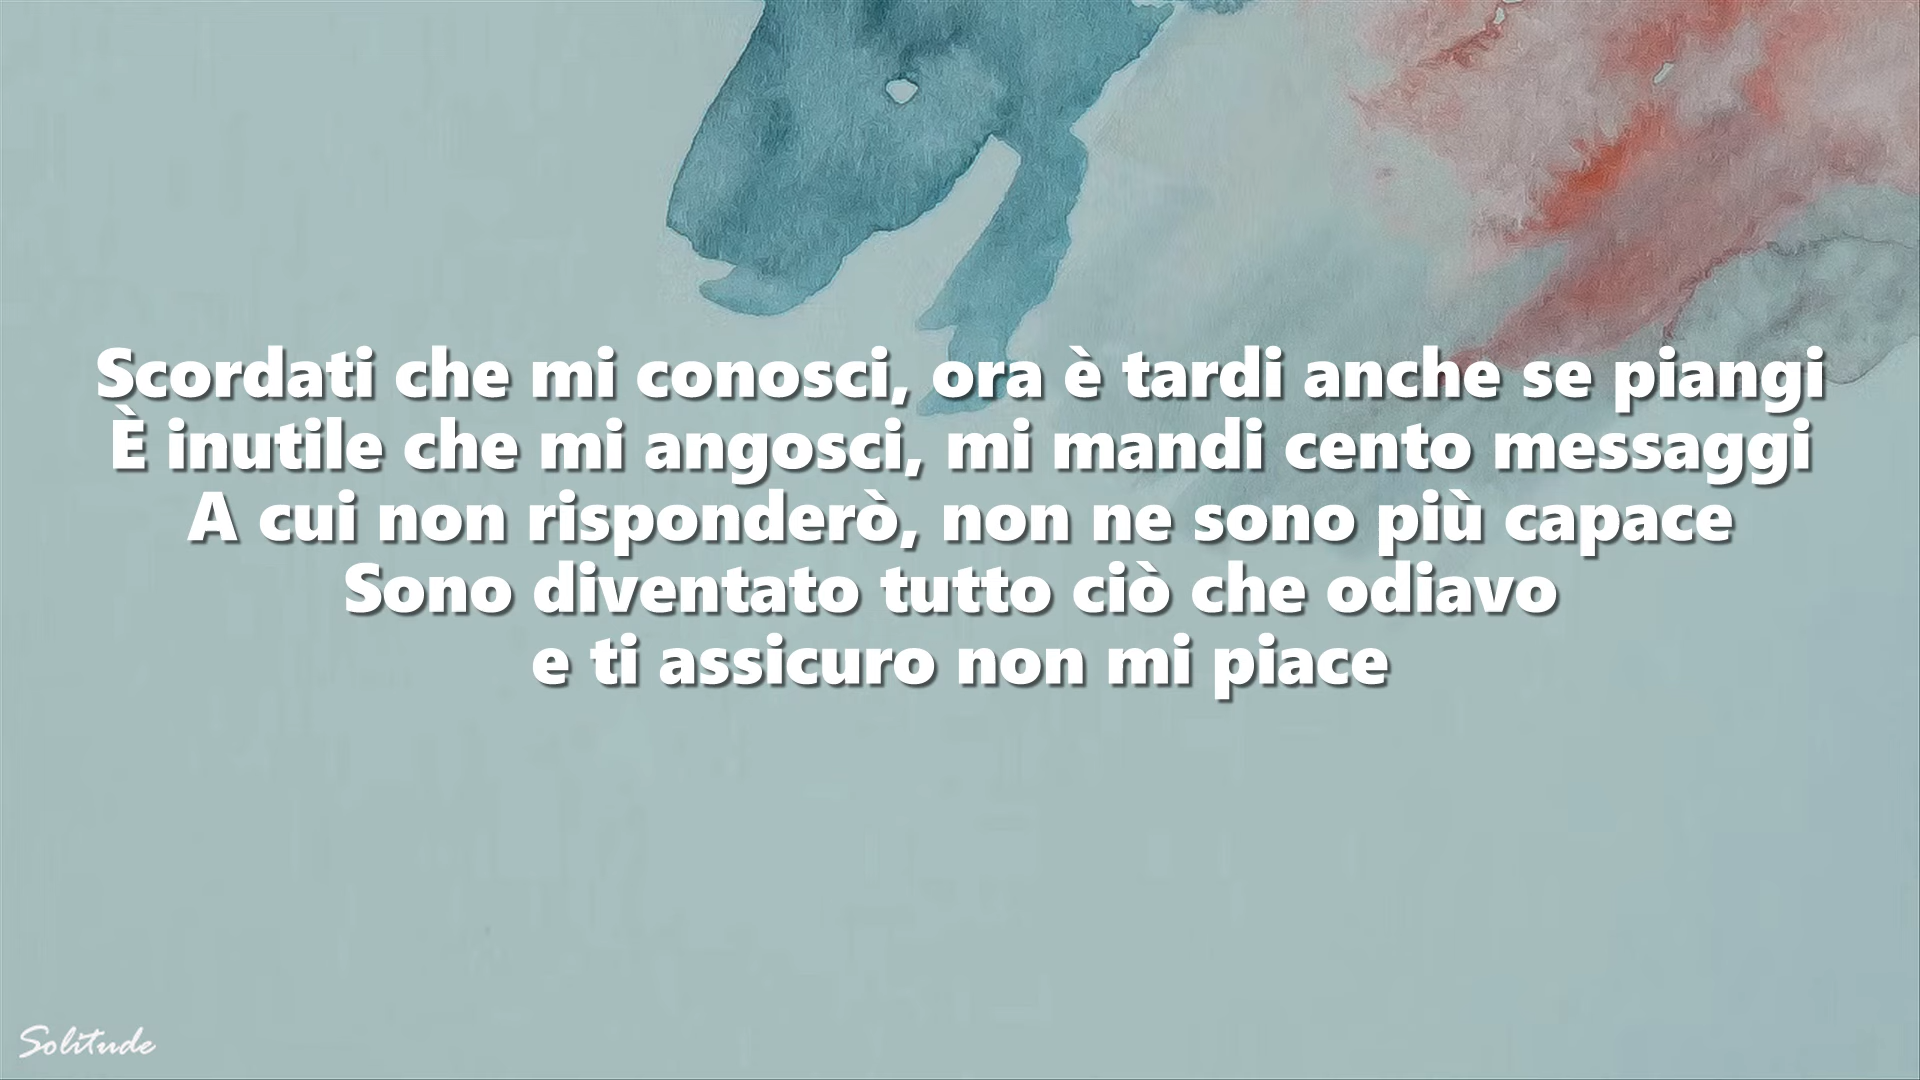 Scordati che mi conosci, ora è tardi anche se piangi
È inutile che mi angosci, mi mandi cento messaggi
A cui non risponderò, non ne sono più capace
Sono diventato tutto ciò che odiavo
e ti assicuro non mi piace
Solitude